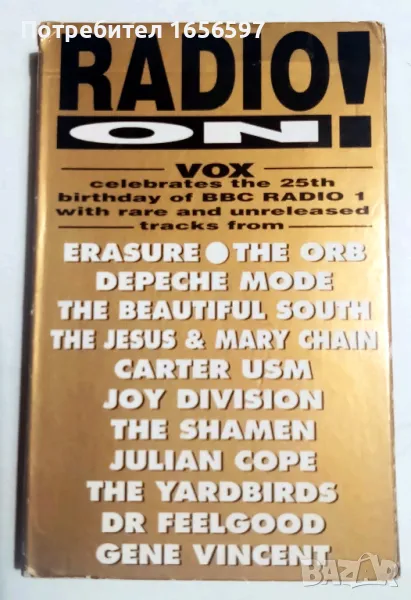 Потребител 1656597
RADIO!
ON!
VOX
celebrates the 25th
birthday of BBC RADIO 1
with rare and unreleased
tracks from
ERASURE ● THE ORB
DEPECHE MODE
THE BEAUTIFUL SOUTH
THE JESUS & MARY CHAIN
CARTER USM
JOY DIVISION
THE SHAMEN
JULIAN COPE
THE YARDBIRDS
DR FEELGOOD
GENE VINCENT
BAZAR